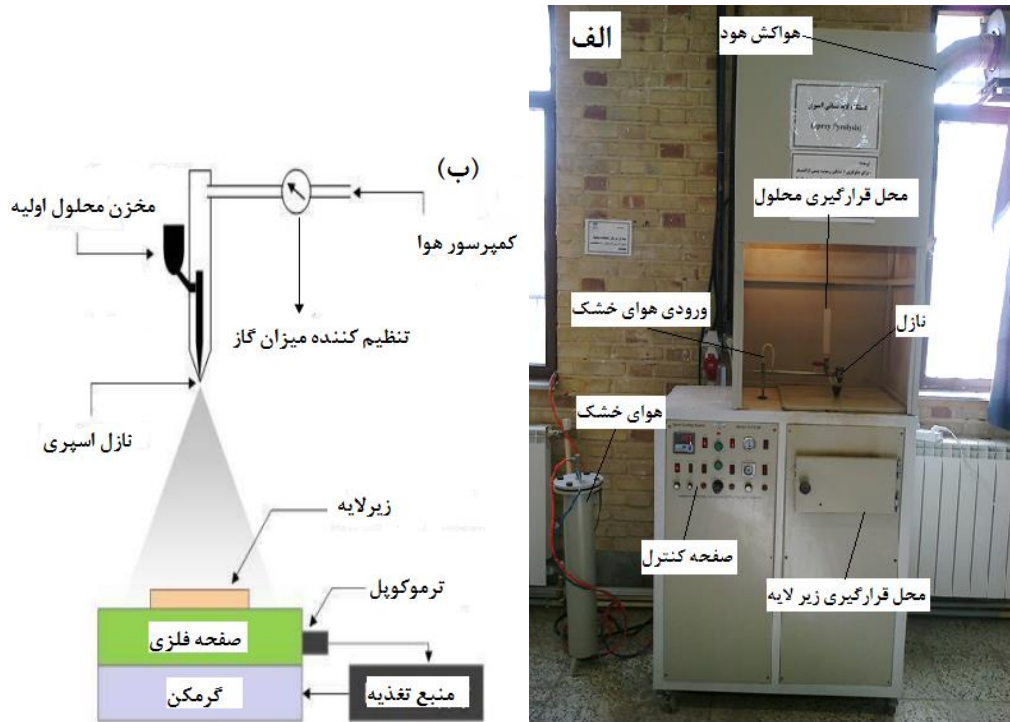 الف
هواکش هود
(Spray Pyrolysis)
محل قرارگیری محلول
ورودی هوای خشک
نازل
هوای خشک
صفحه کنترل
محل قرارگیری زیر لایه
(ب)
مخزن محلول اولیه
کمپرسور هوا
تنظیم کننده میزان گاز
نازل اسپری
زیرلایه
ترموکوپل
صفحه فلزی
گرمکن
منبع تغذیه